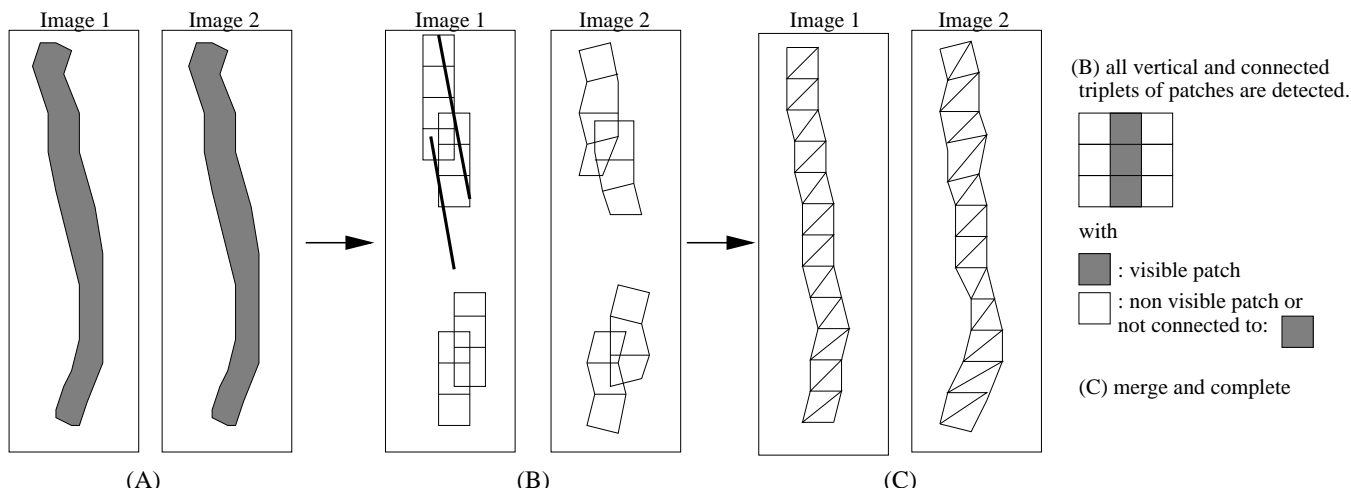 Image 1
Image 2
Image 1
Image 2
Image 1
Image 2
(B) all vertical and connected
triplets of patches are detected.
with
: visible patch
: non visible patch or
not connected to:
(C) merge and complete
(A)
(B)
(C)